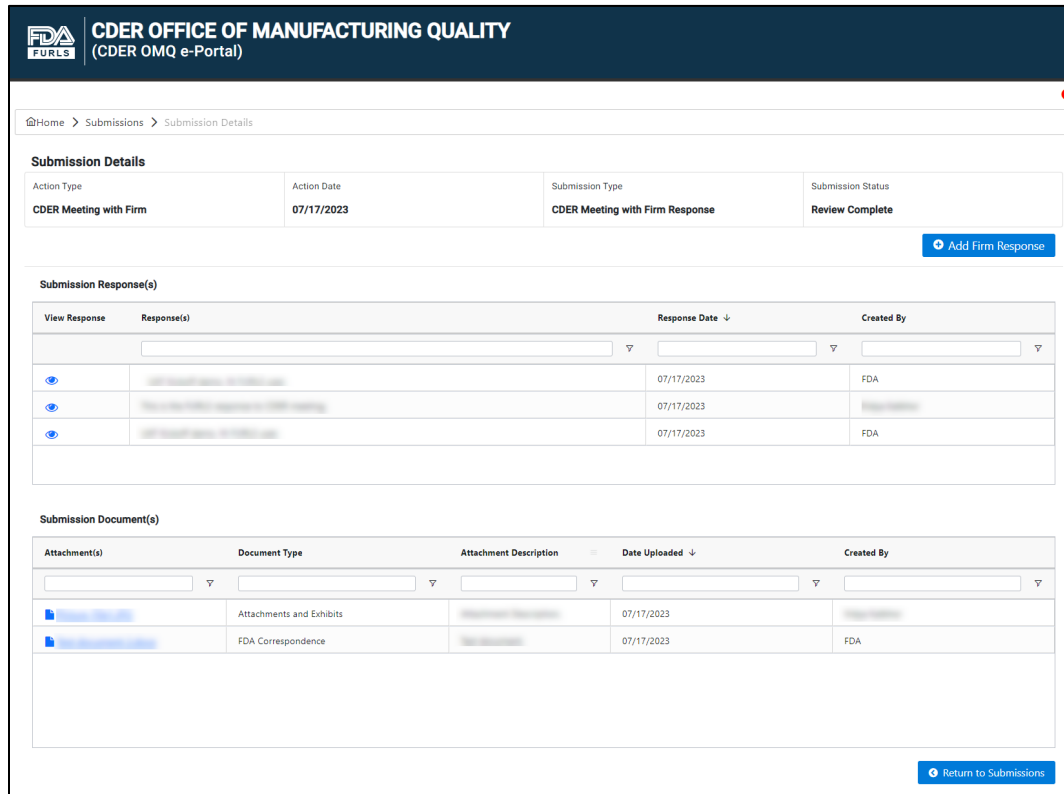 FDA
FURLS
CDER OFFICE OF MANUFACTURING QUALITY
(CDER OMQ e-Portal)
Home > Submissions > Submission Details
Submission Details
Action Type Action Date Submission Type Submission Status
CDER Meeting with Firm 07/17/2023 CDER Meeting with Firm Response Review Complete
Add Firm Response
Submission Response(s)
View Response Response(s) Response Date ↓ Created By
07/17/2023 FDA
07/17/2023
07/17/2023 FDA
Submission Document(s)
Attachment(s) Document Type Attachment Description Date Uploaded ↓ Created By
Attachments and Exhibits 07/17/2023
FDA Correspondence 07/17/2023 FDA
Return to Submissions